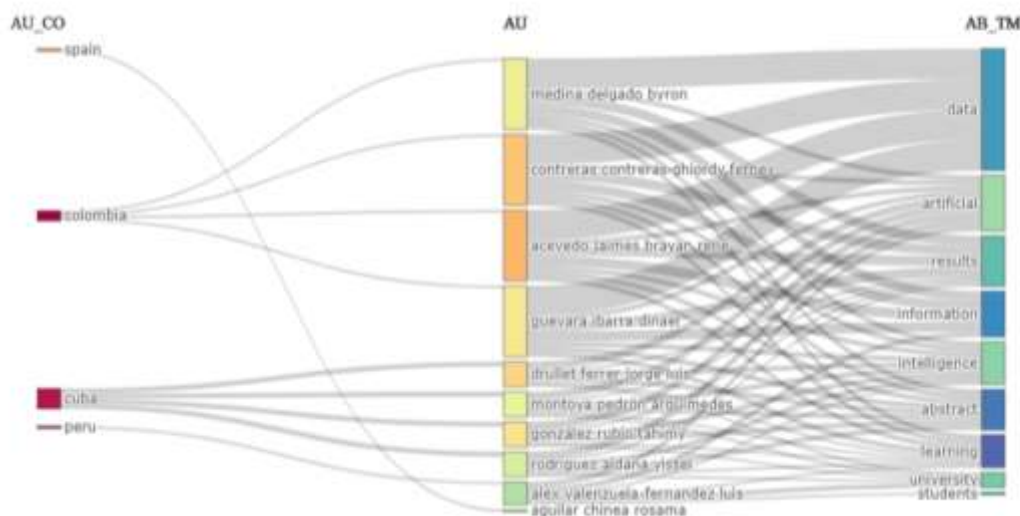 AU_CO
AU
AB_TM
spain
colombia
cuba
peru
medina delgado byron
contreras contreras-ghiordy ferney
acevedo jaimes brayan rene
guevara ibarra dinael
drullet ferrer jorge luis
montoya pedron arquimedes
gonzalez rubio tahimy
rodriguez aldana yissel
alex valenzuela-fernandez luis
aguilar chinea rosama
data
artificial
results
information
intelligence
abstract
learning
university
students